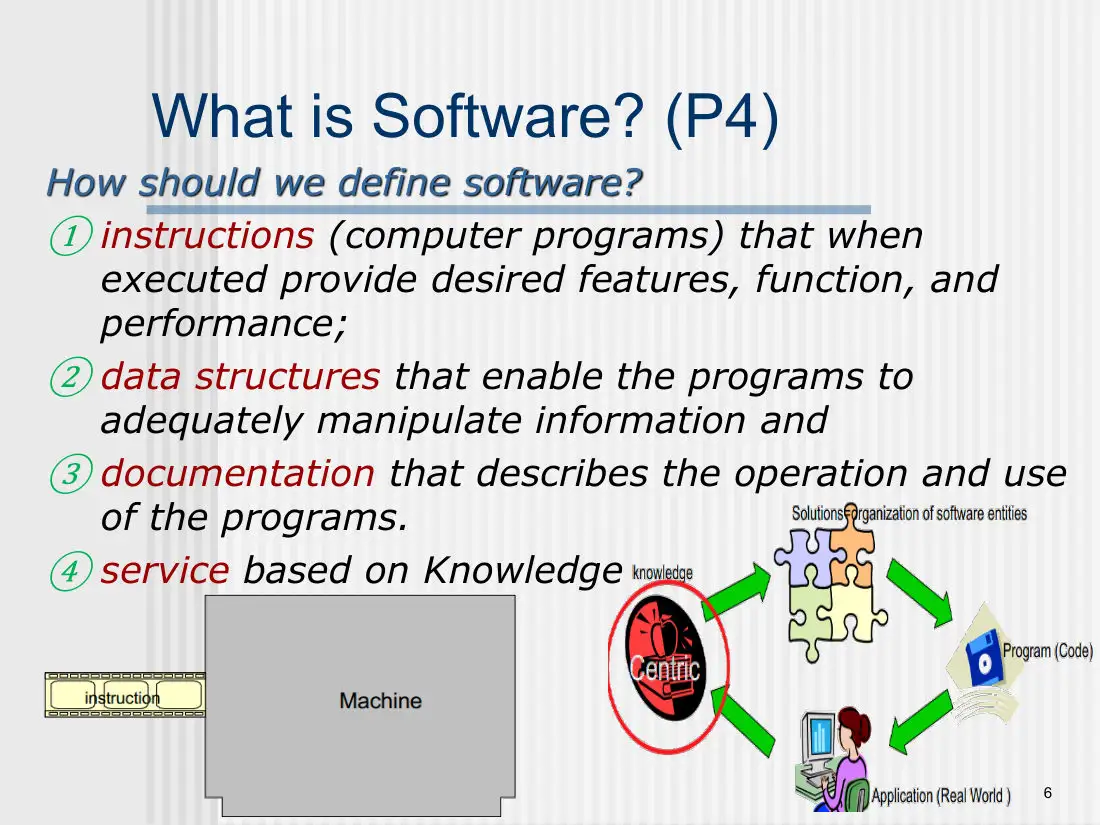 What is Software? (P4)
How should we define software?
① instructions (computer programs) that when
executed provide desired features, function, and
performance;
② data structures that enable the programs to
adequately manipulate information and
③ documentation that describes the operation and use
of the programs.
④ service based on Knowledge
instruction
Machine
knowledge
Centric
Solutions=organization of software entities
Program (Code)
Application (Real World )
6